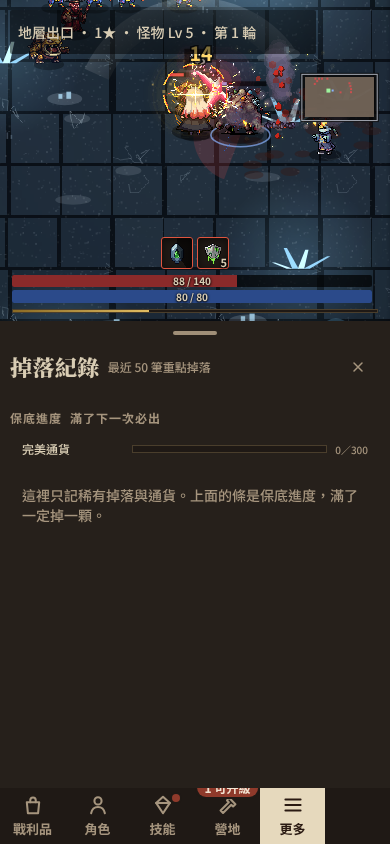 地層出口 • 1★ • 怪物 Lv 5 • 第 1 輪
14
5
88 / 140
80 / 80
掉落紀錄 最近 50 筆重點掉落 ×
保底進度 滿了下一次必出
完美通貨 0／300
這裡只記稀有掉落與通貨。上面的條是保底進度，滿了
一定掉一顆。
1 可升級
戰利品 角色 技能 營地 更多